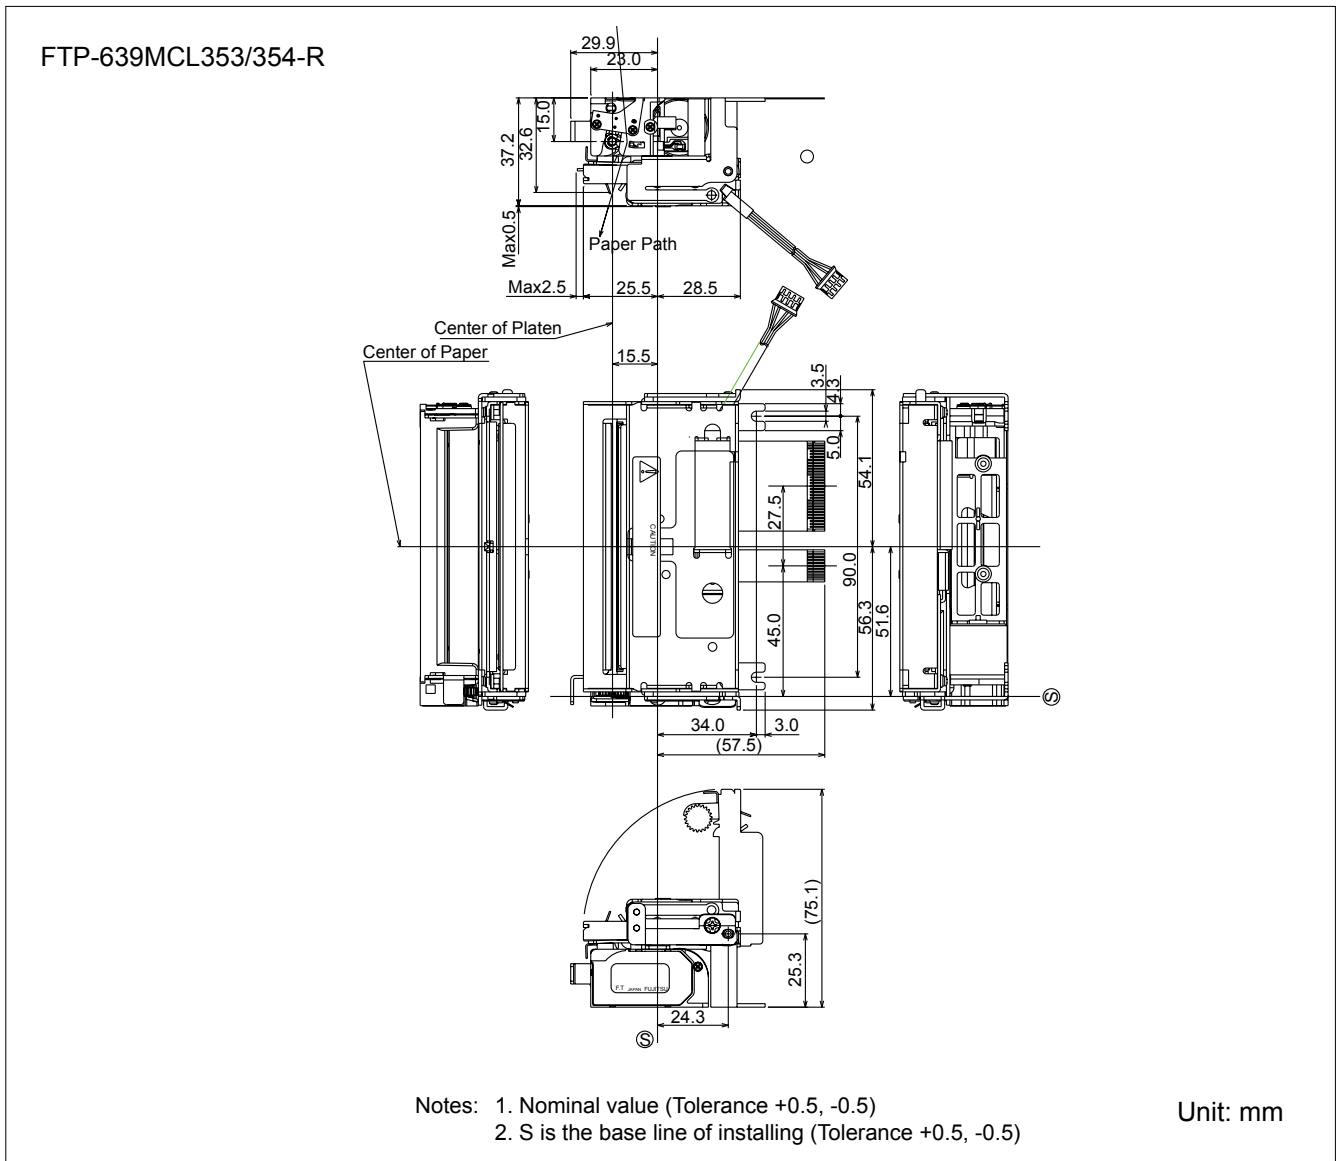 FTP-639MCL353/354-R
29.9
23.0
15.0
32.6
37.2
Max0.5
Paper Path
Max2.5
25.5
28.5
Center of Platen
Center of Paper
15.5
3.5
4.3
5.0
54.1
27.5
CAUTION
90.0
56.3
51.6
45.0
S
34.0
3.0
(57.5)
(75.1)
25.3
F.T JAPAN FUJITSU
24.3
S
Notes: 1. Nominal value (Tolerance +0.5, -0.5)
2. S is the base line of installing (Tolerance +0.5, -0.5)
Unit: mm